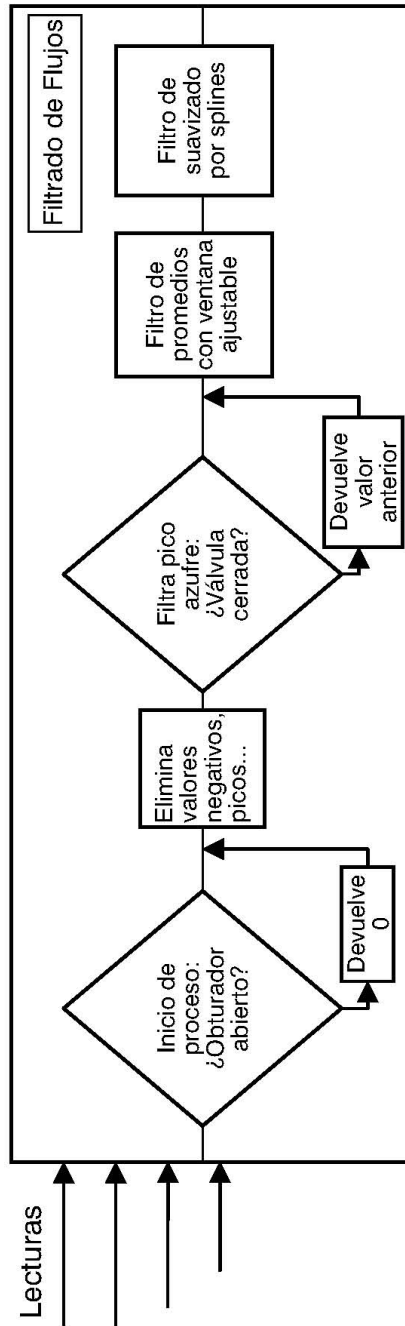 Filtrado de Flujos
Lecturas
Inicio de
proceso:
¿Obturador
abierto?
Devuelve
0
Elimina
valores
negativos,
picos...
Filtra pico
azufre:
¿Válvula
cerrada?
Devuelve
valor
anterior
Filtro de
promedios
con ventana
ajustable
Filtro de
suavizado
por splines